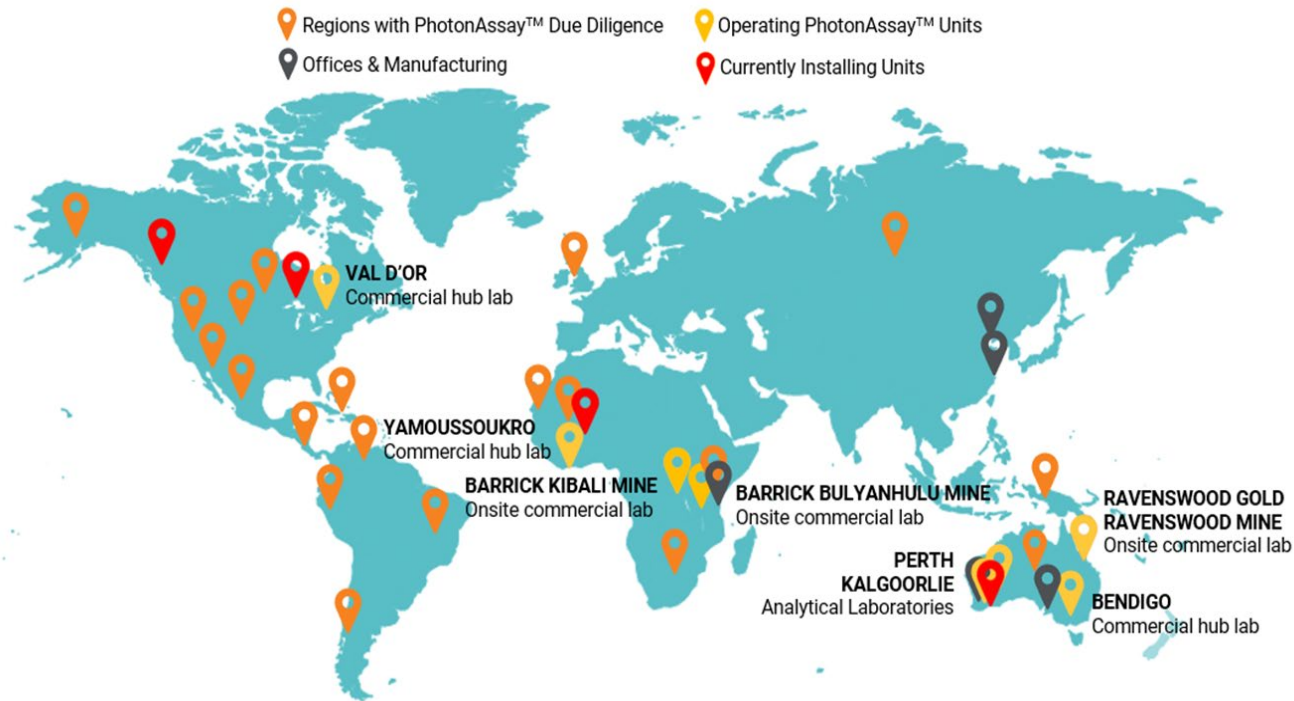 Regions with PhotonAssay™ Due Diligence
Operating PhotonAssay™ Units
Offices & Manufacturing
Currently Installing Units
VAL D'OR
Commercial hub lab
YAMOUSSOUKRO
Commercial hub lab
BARRICK KIBALI MINE
Onsite commercial lab
BARRICK BULYANHULU MINE
Onsite commercial lab
RAVENSWOOD GOLD
RAVENSWOOD MINE
Onsite commercial lab
PERTH
KALGOORLIE
Analytical Laboratories
BENDIGO
Commercial hub lab